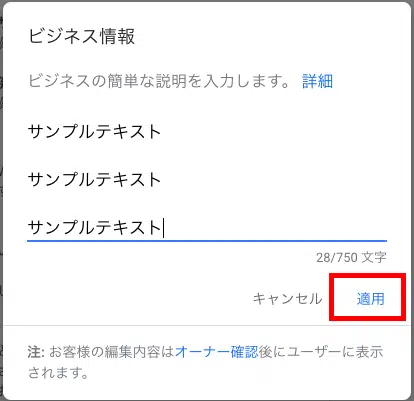 ビジネス情報
ビジネスの簡単な説明を入力します。 詳細
サンプルテキスト
サンプルテキスト
サンプルテキスト
28/750 文字
キャンセル 適用
注: お客様の編集内容はオーナー確認後にユーザーに表示
されます。